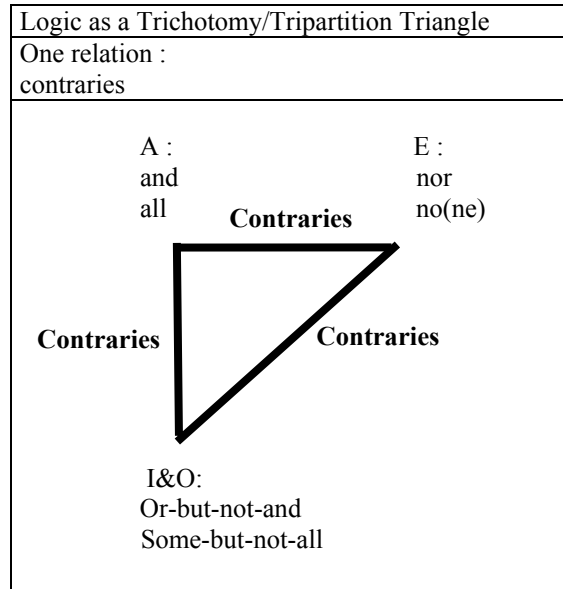 Logic as a Trichotomy/Tripartition Triangle
One relation :
contraries
A :
and
all
E :
nor
no(ne)
Contraries
Contraries
Contraries
I&O:
Or-but-not-and
Some-but-not-all